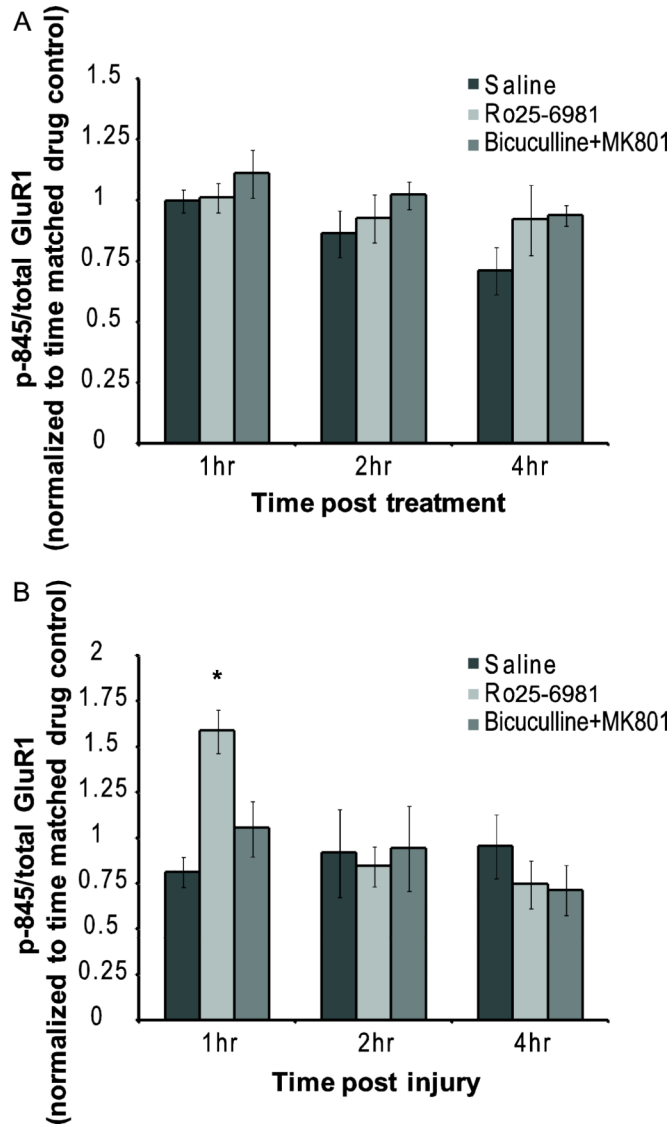 A
p-845/total GluR1
(normalized to time matched drug control)
1.5
1.25
1
0.75
0.5
0.25
0
Saline
Ro25-6981
Bicuculline+MK801
1hr
2hr
4hr
Time post treatment
B
p-845/total GluR1
(normalized to time matched drug control)
2
1.75
1.5
1.25
1
0.75
0.5
0.25
0
*
Saline
Ro25-6981
Bicuculline+MK801
1hr
2hr
4hr
Time post injury